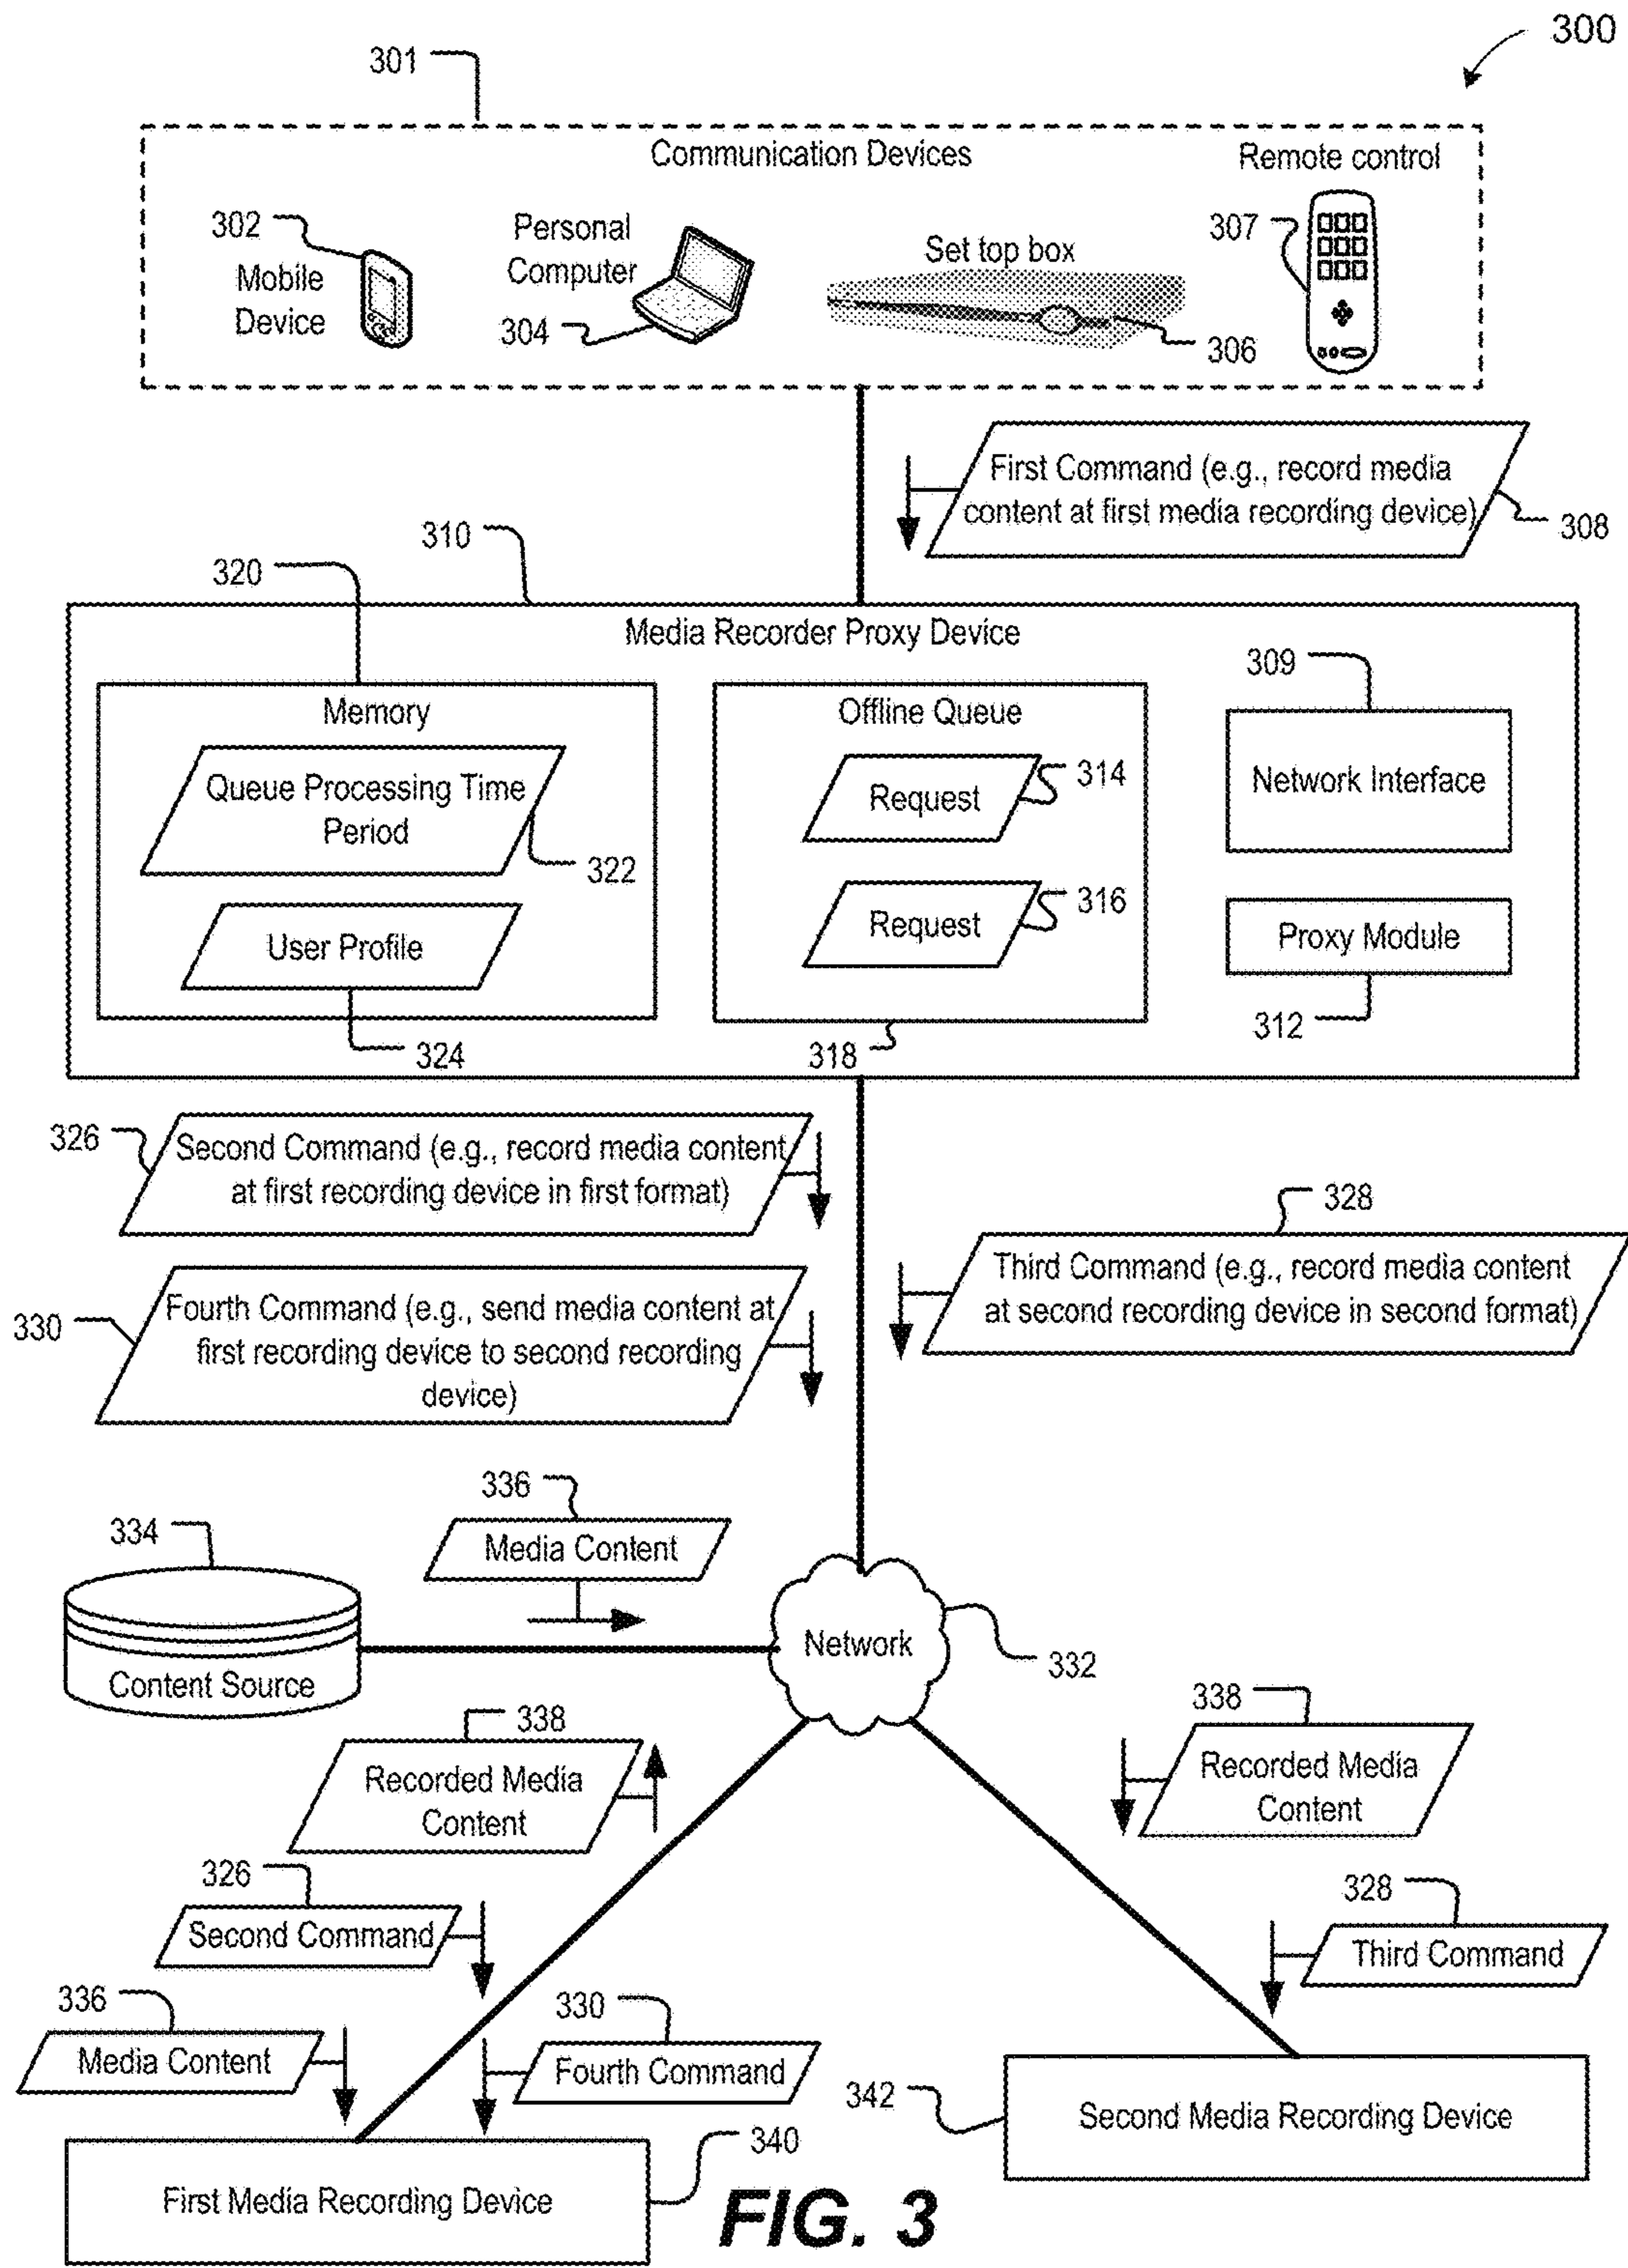 300
301
Communication Devices
Remote control
302
Mobile
Device
Personal
Computer
304
Set top box
306
307
First Command (e.g., record media
content at first media recording device)
308
310
320
Media Recorder Proxy Device
Memory
Queue Processing Time
Period
322
User Profile
324
Offline Queue
Request
314
Request
316
318
309
Network Interface
Proxy Module
312
326
Second Command (e.g., record media content
at first recording device in first format)
328
Third Command (e.g., record media content
at second recording device in second format)
330
Fourth Command (e.g., send media content at
first recording device to second recording
device)
336
Media Content
334
Content Source
Network
332
338
Recorded Media
Content
338
Recorded Media
Content
326
Second Command
328
Third Command
336
Media Content
330
Fourth Command
342
Second Media Recording Device
340
First Media Recording Device
FIG. 3